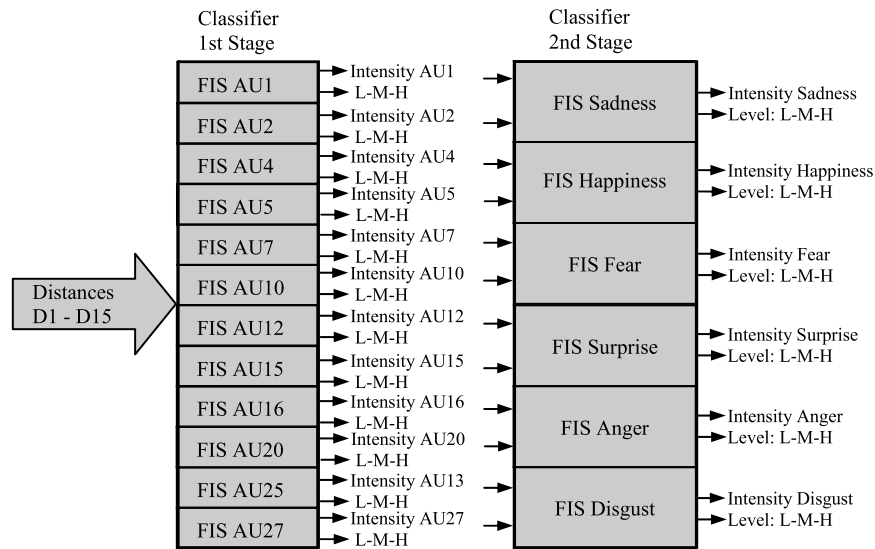 Classifier
1st Stage
Classifier
2nd Stage
Distances
D1 - D15
FIS AU1
FIS AU2
FIS AU4
FIS AU5
FIS AU7
FIS AU10
FIS AU12
FIS AU15
FIS AU16
FIS AU20
FIS AU25
FIS AU27
Intensity AU1
L-M-H
Intensity AU2
L-M-H
Intensity AU4
L-M-H
Intensity AU5
L-M-H
Intensity AU7
L-M-H
Intensity AU10
L-M-H
Intensity AU12
L-M-H
Intensity AU15
L-M-H
Intensity AU16
L-M-H
Intensity AU20
L-M-H
Intensity AU13
L-M-H
Intensity AU27
L-M-H
FIS Sadness
FIS Happiness
FIS Fear
FIS Surprise
FIS Anger
FIS Disgust
Intensity Sadness
Level: L-M-H
Intensity Happiness
Level: L-M-H
Intensity Fear
Level: L-M-H
Intensity Surprise
Level: L-M-H
Intensity Anger
Level: L-M-H
Intensity Disgust
Level: L-M-H